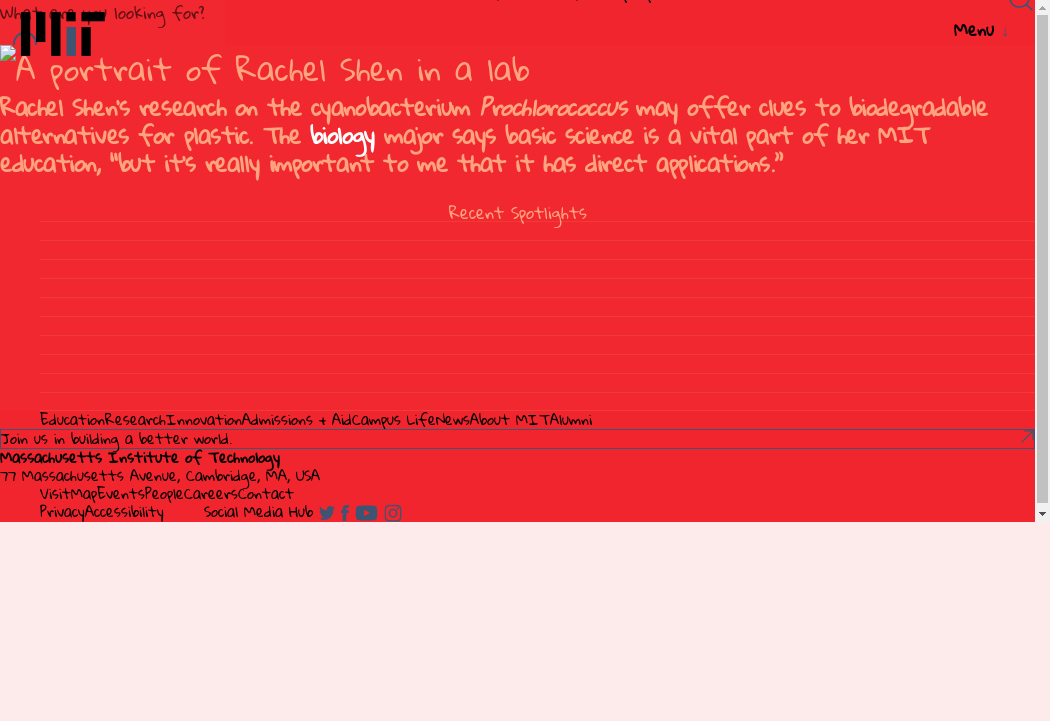 What are you looking for?
MIT
Menu ↓
A portrait of Rachel Shen in a lab
Rachel Shen's research on the cyanobacterium Prochlorococcus may offer clues to biodegradable
alternatives for plastic. The biology major says basic science is a vital part of her MIT
education, "but it's really important to me that it has direct applications."
Recent Spotlights
EducationResearchInnovationAdmissions + AidCampus LifeNewsAbout MITAlumni
Join us in building a better world.
Massachusetts Institute of Technology
77 Massachusetts Avenue, Cambridge, MA, USA
VisitMapEventsPeopleCareersContact
PrivacyAccessibility Social Media Hub